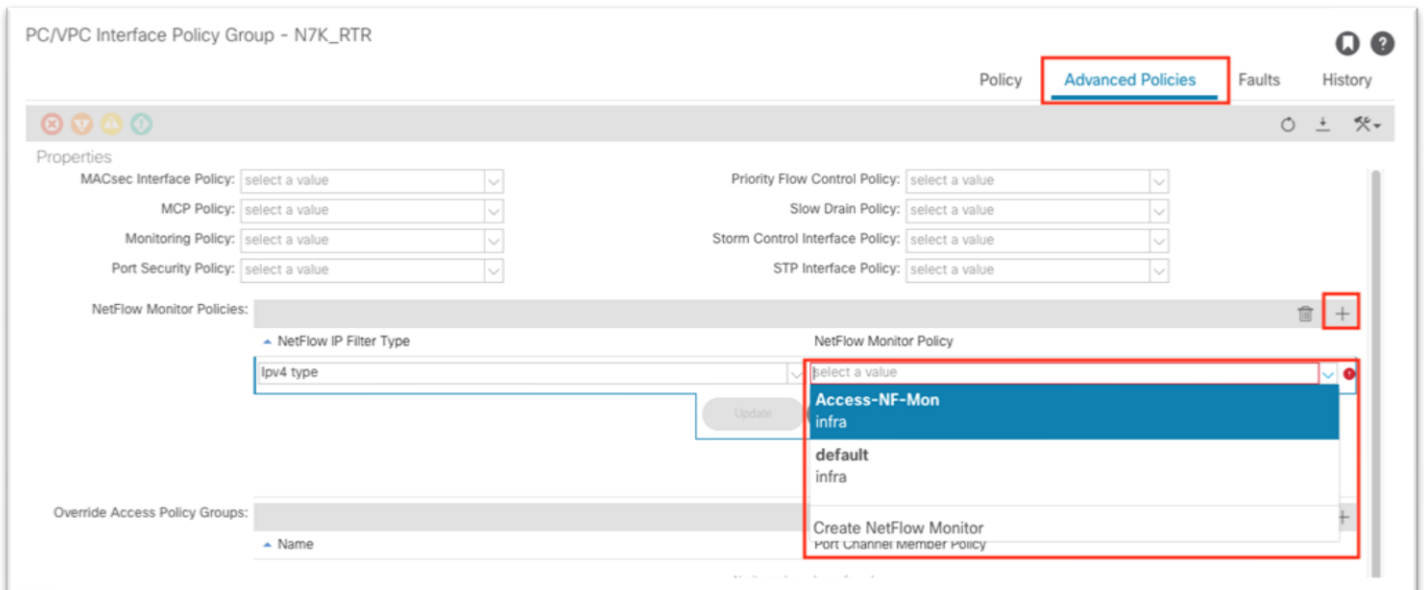 PC/VPC Interface Policy Group - N7K_RTR
Policy
Advanced Policies
Faults
History
Properties
MACsec Interface Policy: select a value
Priority Flow Control Policy: select a value
MCP Policy: select a value
Slow Drain Policy: select a value
Monitoring Policy: select a value
Storm Control Interface Policy: select a value
Port Security Policy: select a value
STP Interface Policy: select a value
NetFlow Monitor Policies:
NetFlow IP Filter Type
NetFlow Monitor Policy
Ipv4 type
select a value
Update
Access-NF-Mon
infra
default
infra
Create NetFlow Monitor
Override Access Policy Groups:
Name
Port Channel Member Policy